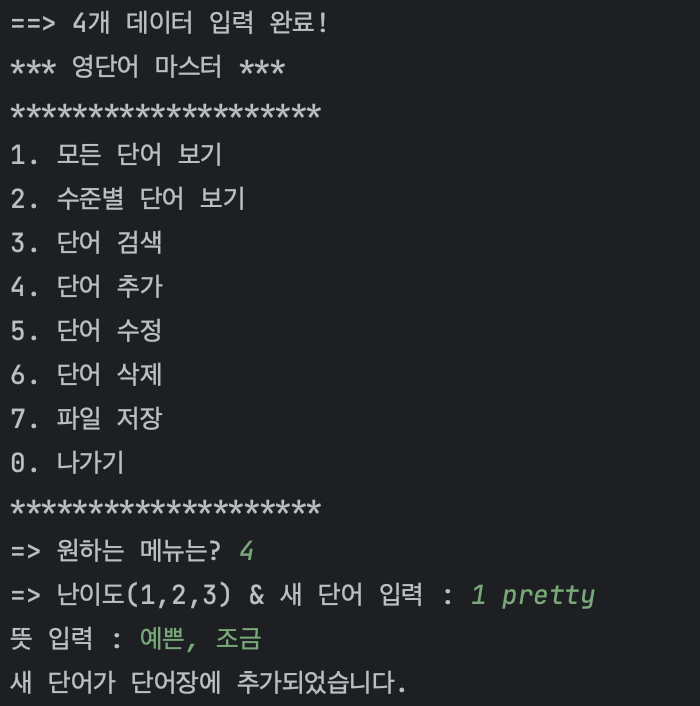 ==> 4개 데이터 입력 완료!
*** 영단어 마스터 ***
********************
1. 모든 단어 보기
2. 수준별 단어 보기
3. 단어 검색
4. 단어 추가
5. 단어 수정
6. 단어 삭제
7. 파일 저장
0. 나가기
********************
=> 원하는 메뉴는? 4
=> 난이도(1,2,3) & 새 단어 입력 : 1 pretty
뜻 입력 : 예쁜, 조금
새 단어가 단어장에 추가되었습니다.